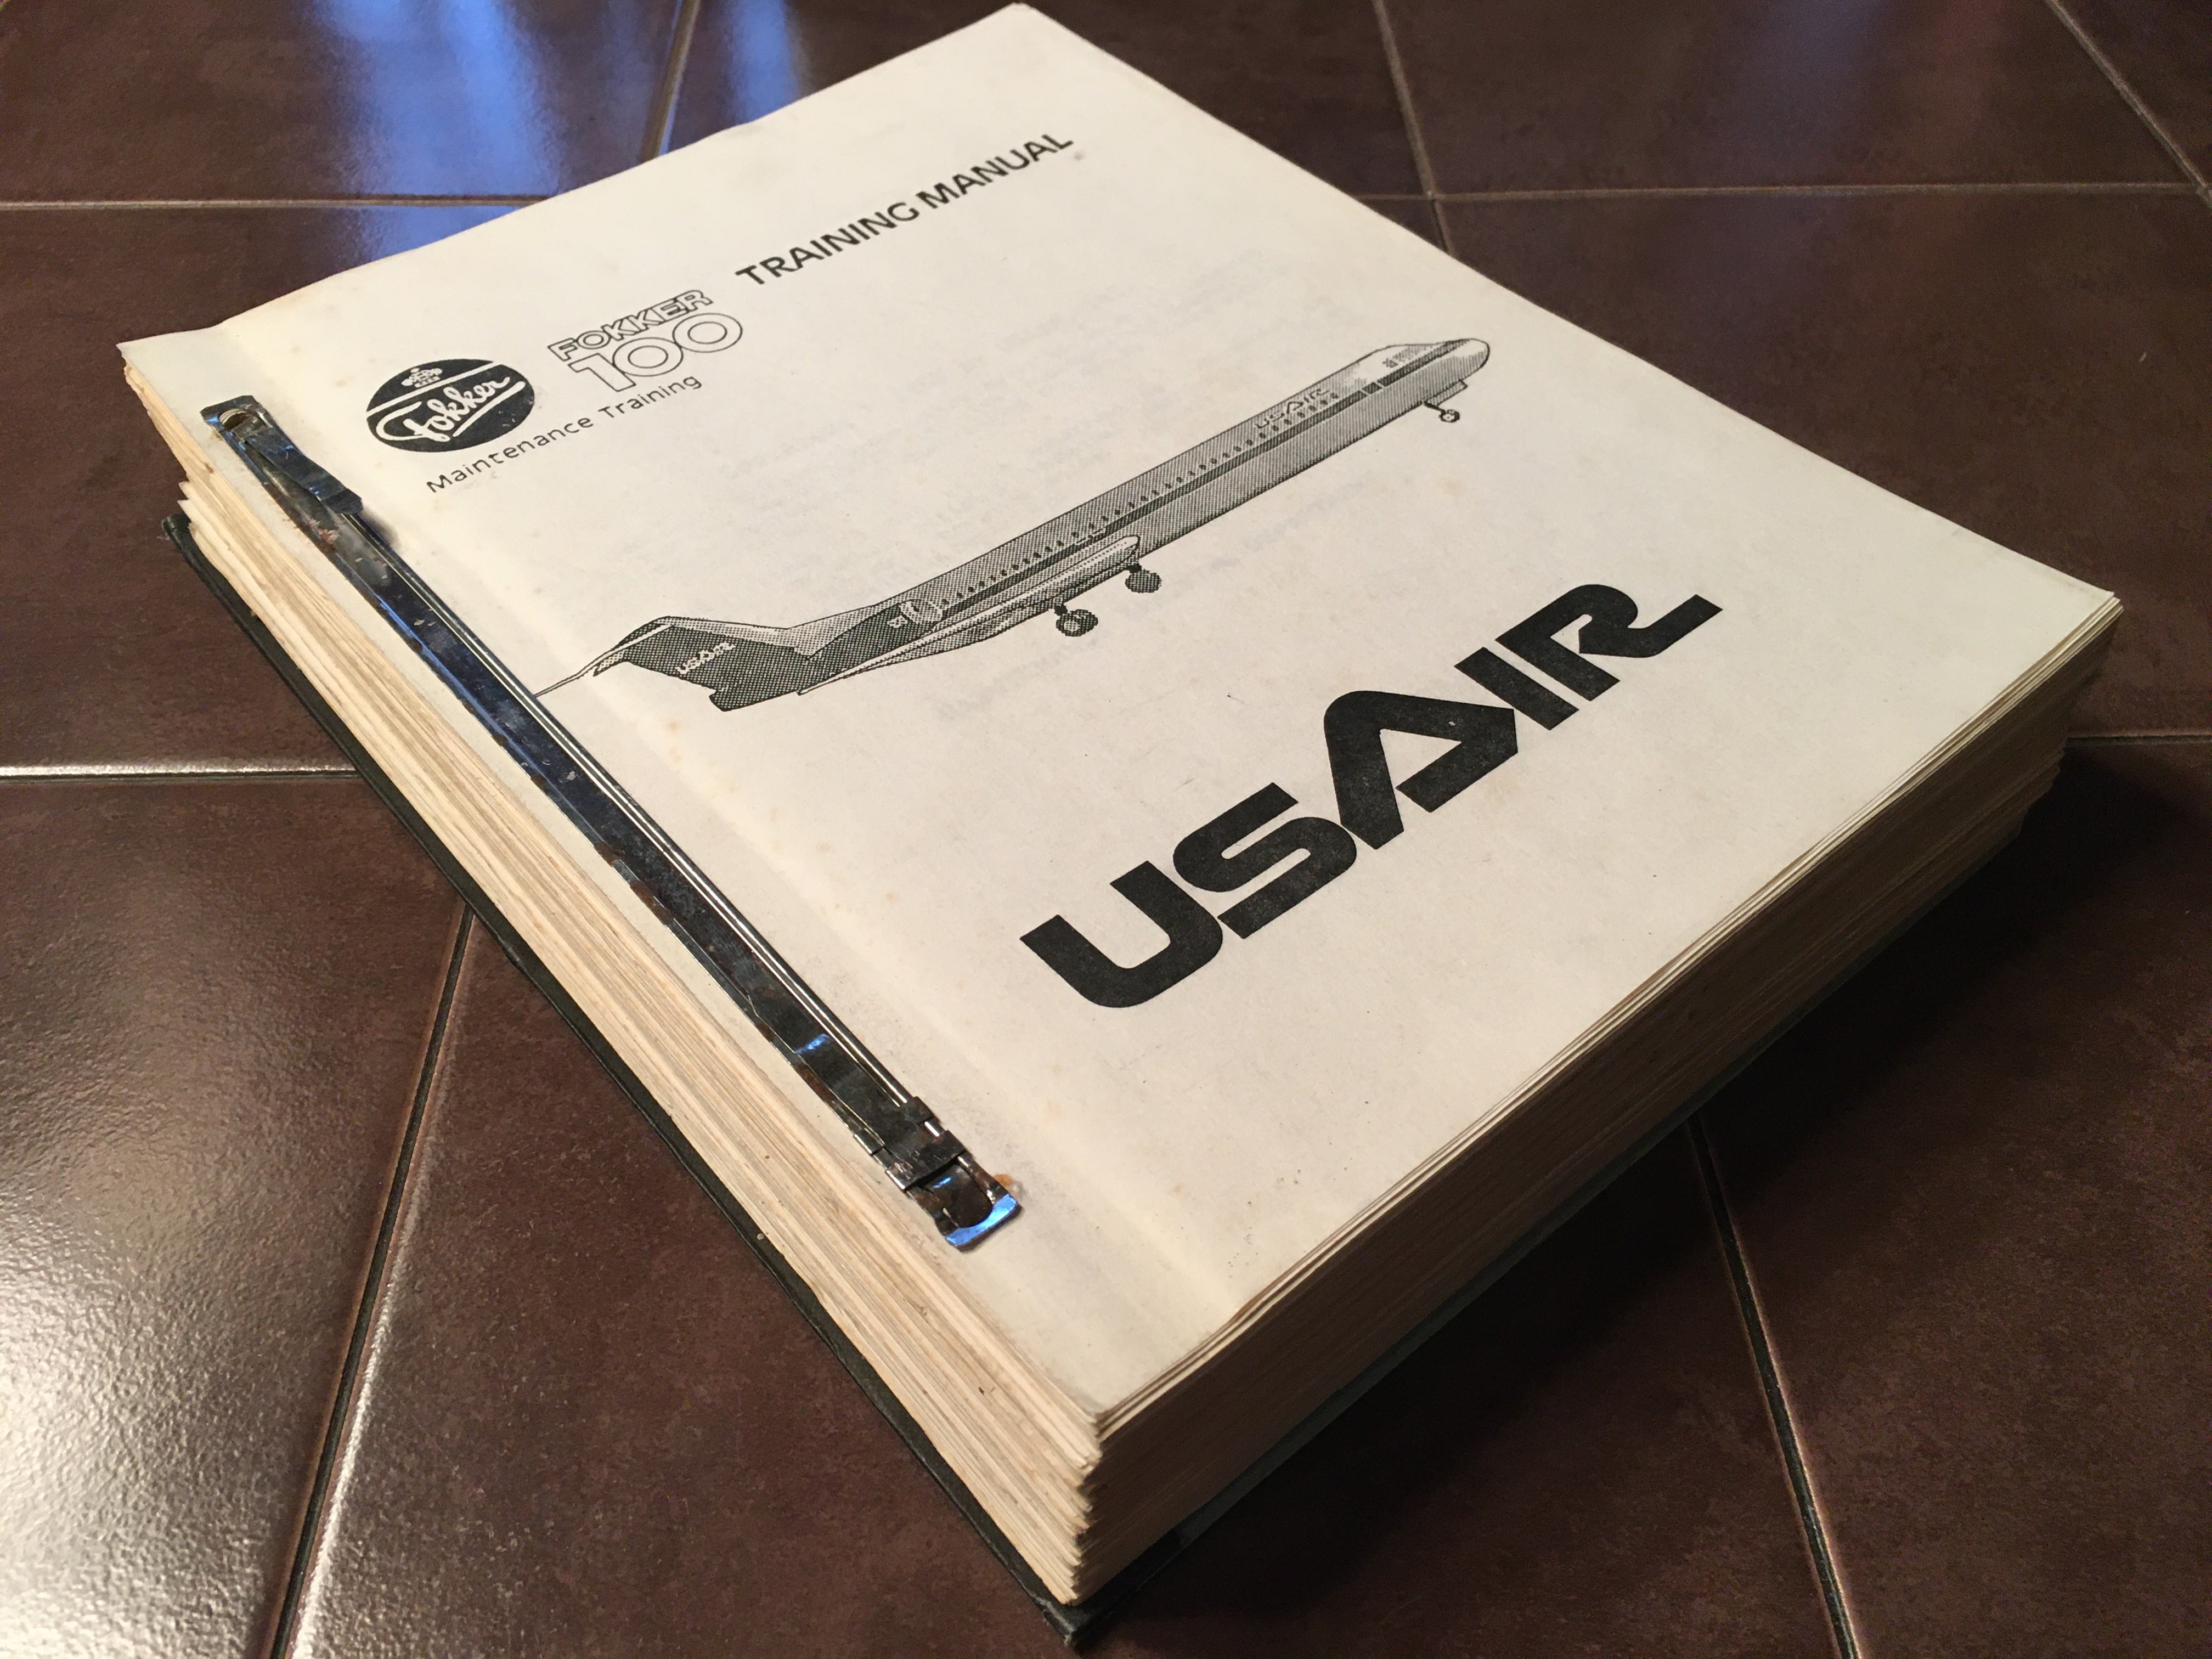 TRAINING MANUAL
FOKKER
100
Fokker
Maintenance Training
USAIR
USAIR
USAIR